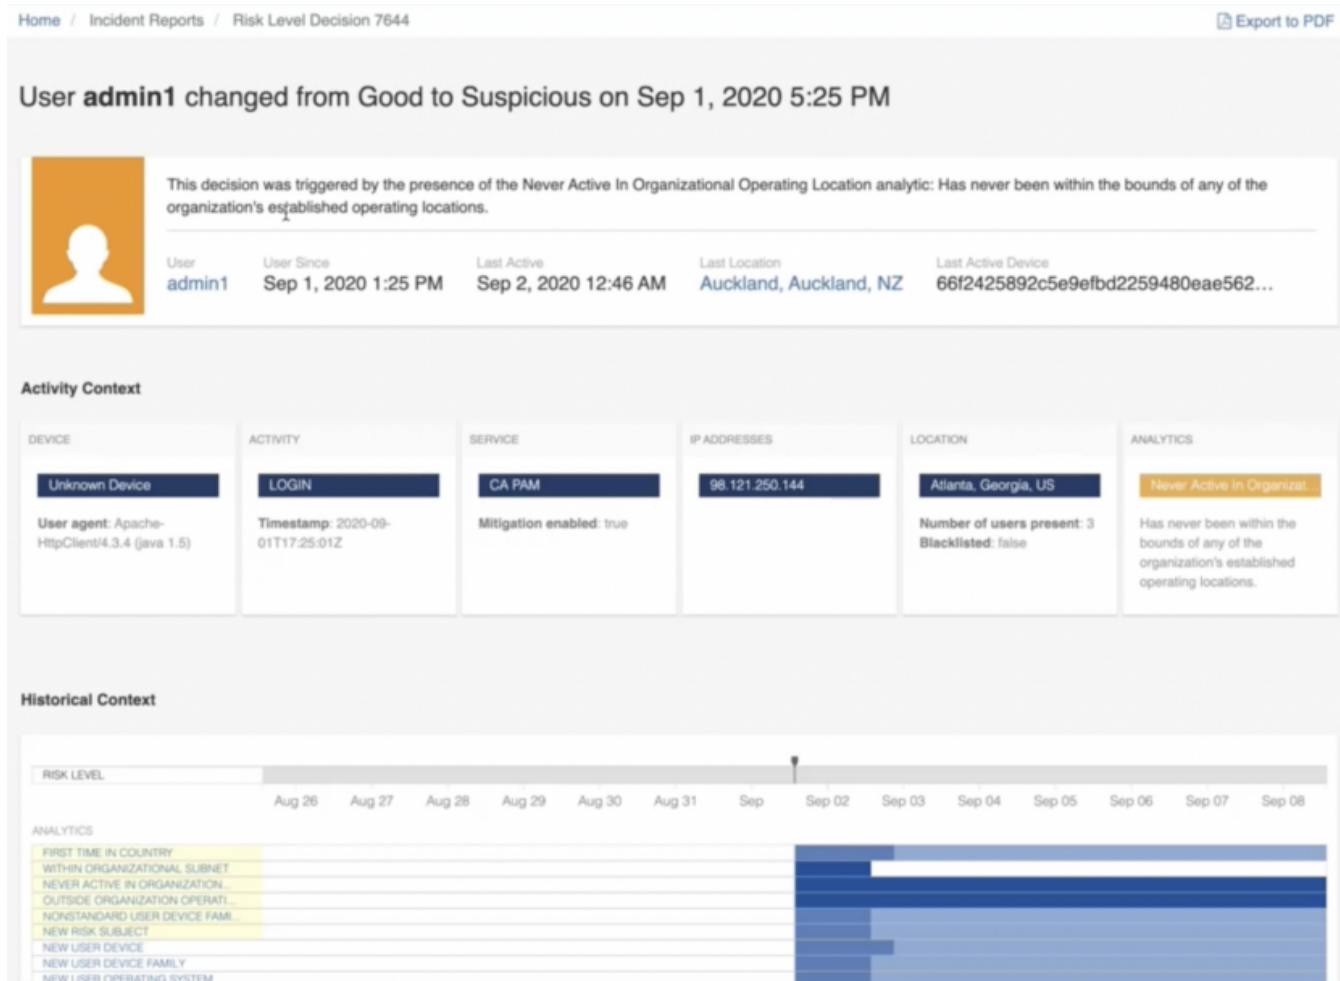 Home / Incident Reports / Risk Level Decision 7644
Export to PDF
User admin1 changed from Good to Suspicious on Sep 1, 2020 5:25 PM
This decision was triggered by the presence of the Never Active In Organizational Operating Location analytic: Has never been within the bounds of any of the
organization's established operating locations.
User User Since Last Active Last Location Last Active Device
admin1 Sep 1, 2020 1:25 PM Sep 2, 2020 12:46 AM Auckland, Auckland, NZ 66f2425892c5e9efbd2259480eae562...
Activity Context
DEVICE ACTIVITY SERVICE IP ADDRESSES LOCATION ANALYTICS
Unknown Device LOGIN CA PAM 98.121.250.144 Atlanta, Georgia, US Never Active In Organizat...
User agent: Apache-
HttpClient/4.3.4 (java 1.5)
Timestamp: 2020-09-
01T17:25:01Z
Mitigation enabled: true
Number of users present: 3
Blacklisted: false
Has never been within the
bounds of any of the
organization's established
operating locations.
Historical Context
RISK LEVEL
Aug 26 Aug 27 Aug 28 Aug 29 Aug 30 Aug 31 Sep Sep 02 Sep 03 Sep 04 Sep 05 Sep 06 Sep 07 Sep 08
ANALYTICS
FIRST TIME IN COUNTRY
WITHIN ORGANIZATIONAL SUBNET
NEVER ACTIVE IN ORGANIZATION...
OUTSIDE ORGANIZATION OPERATI...
NONSTANDARD USER DEVICE FAMI...
NEW RISK SUBJECT
NEW USER DEVICE
NEW USER DEVICE FAMILY
NEW USER OPERATING SYSTEM